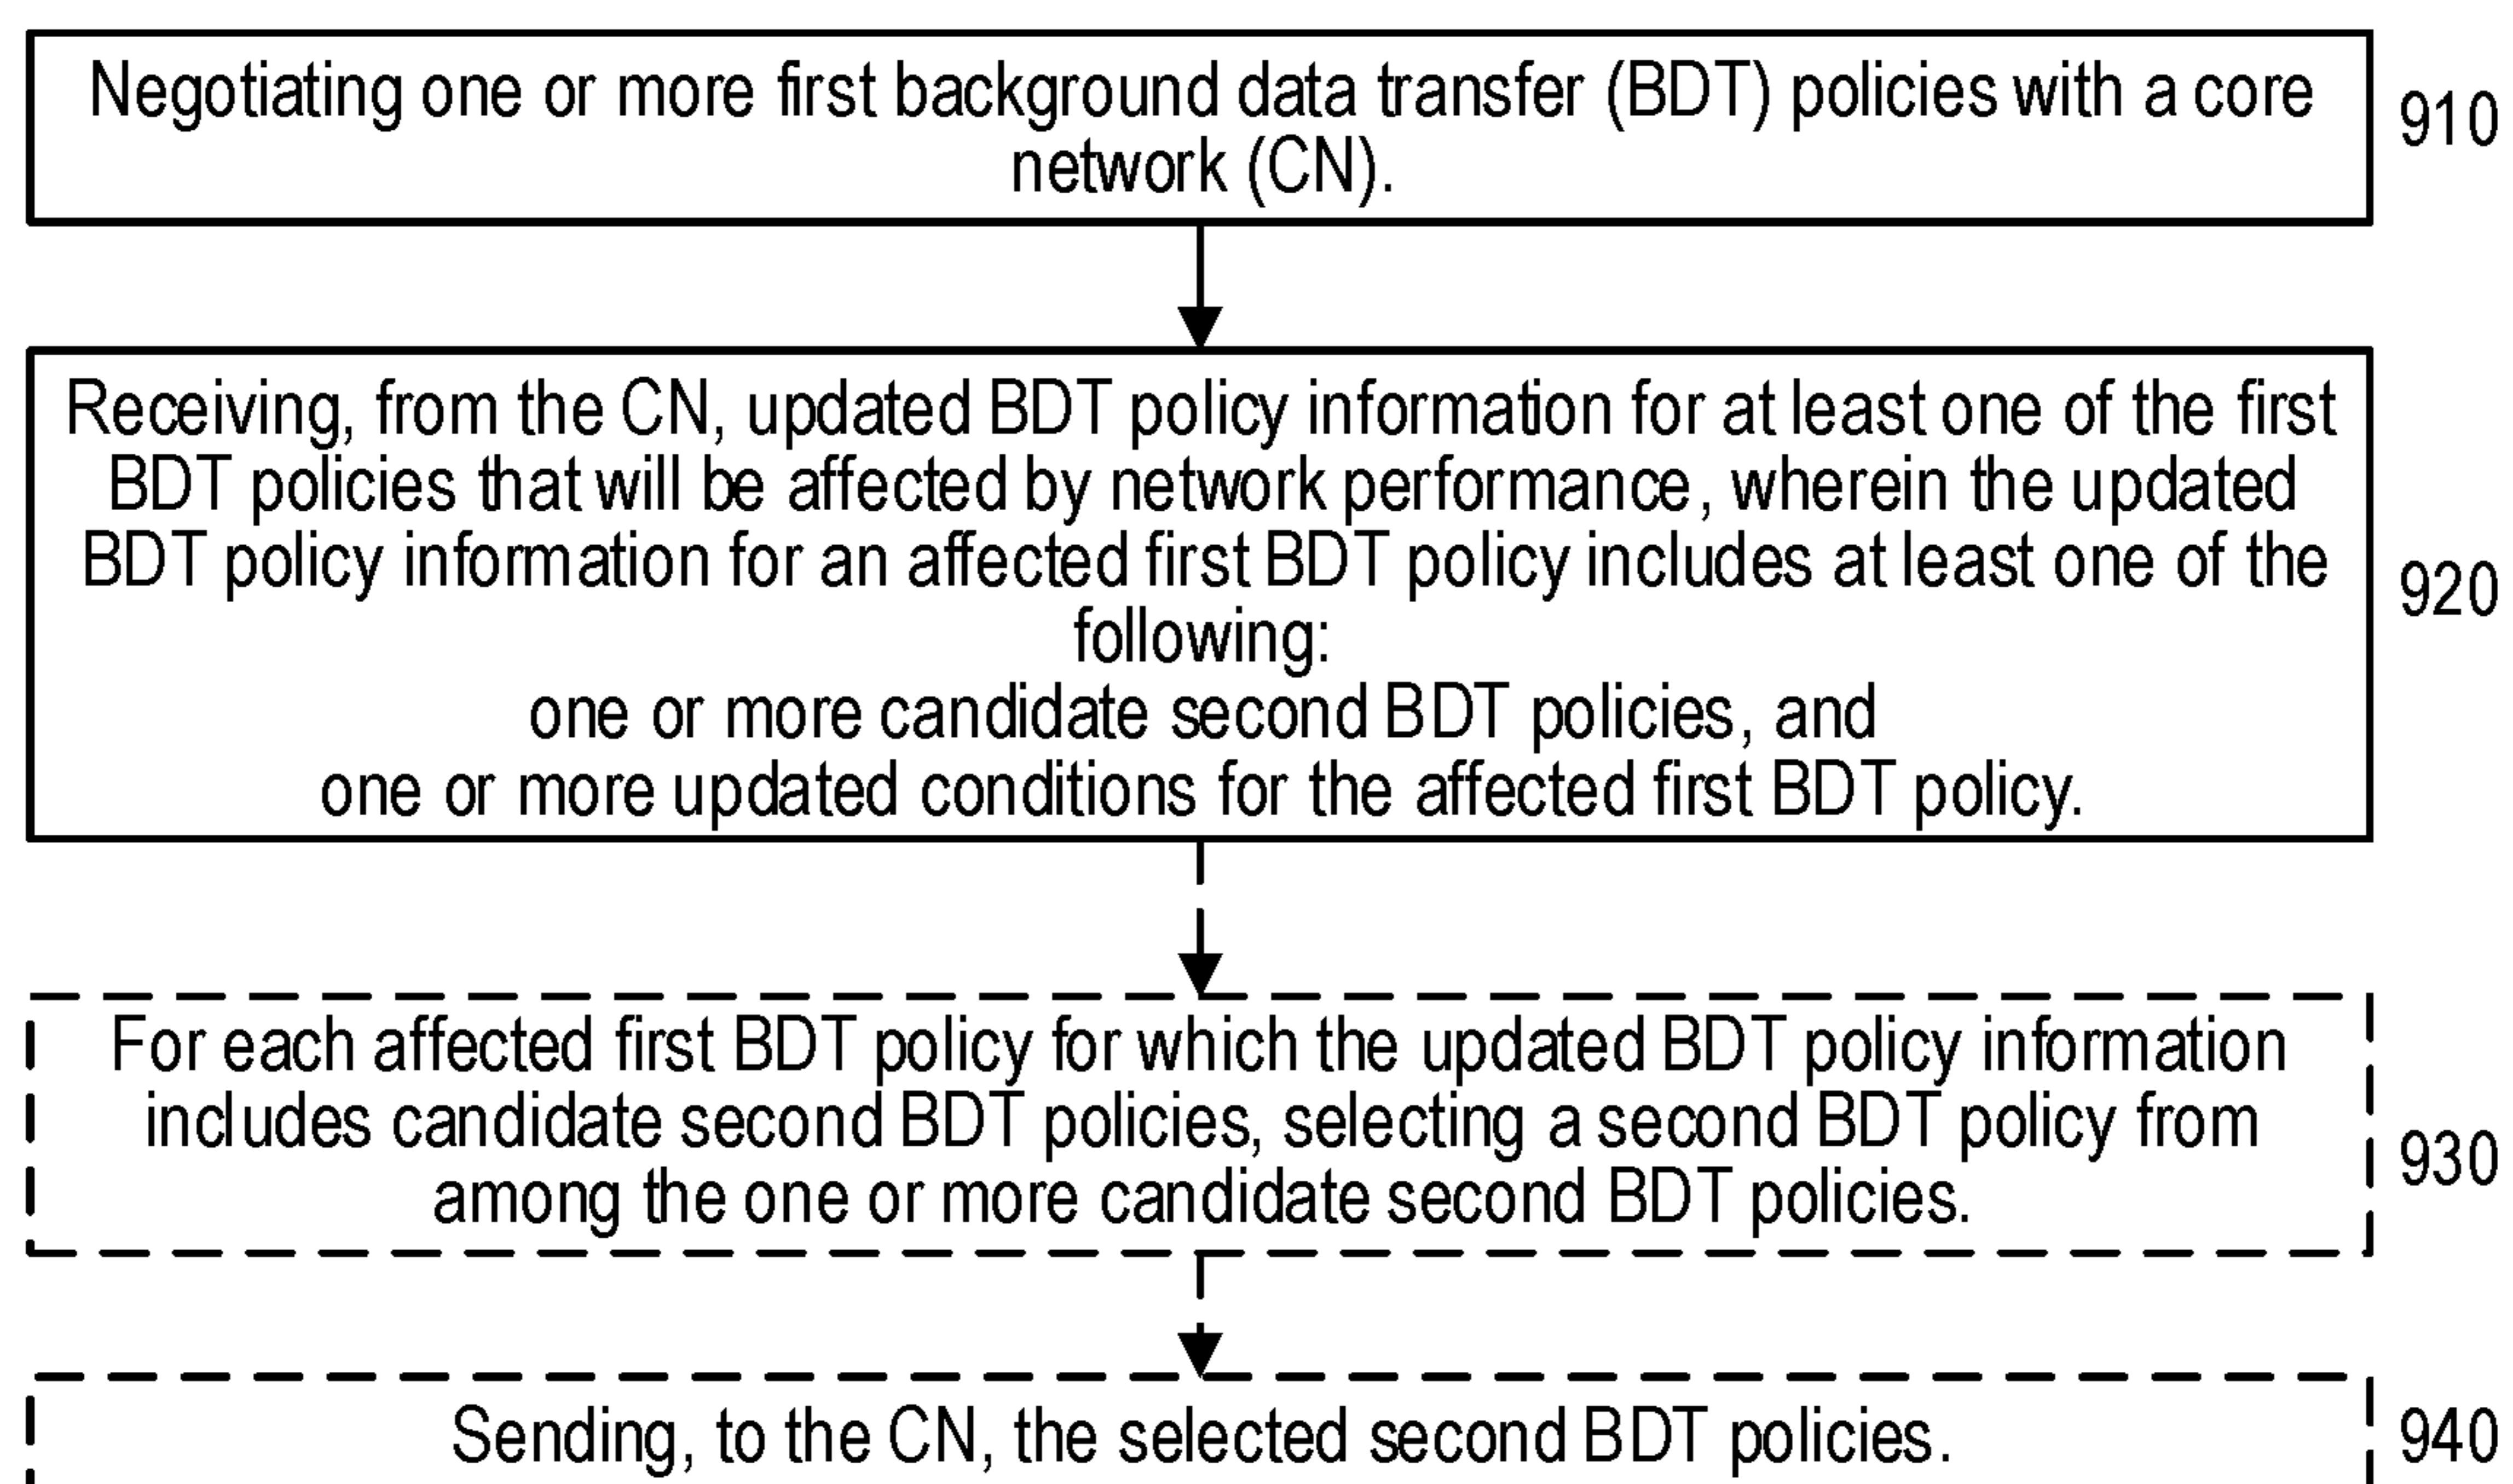 Negotiating one or more first background data transfer (BDT) policies with a core
network (CN).
910
Receiving, from the CN, updated BDT policy information for at least one of the first
BDT policies that will be affected by network performance, wherein the updated
BDT policy information for an affected first BDT policy includes at least one of the
following:
one or more candidate second BDT policies, and
one or more updated conditions for the affected first BDT policy.
920
For each affected first BDT policy for which the updated BDT policy information
includes candidate second BDT policies, selecting a second BDT policy from
among the one or more candidate second BDT policies.
930
Sending, to the CN, the selected second BDT policies.
940